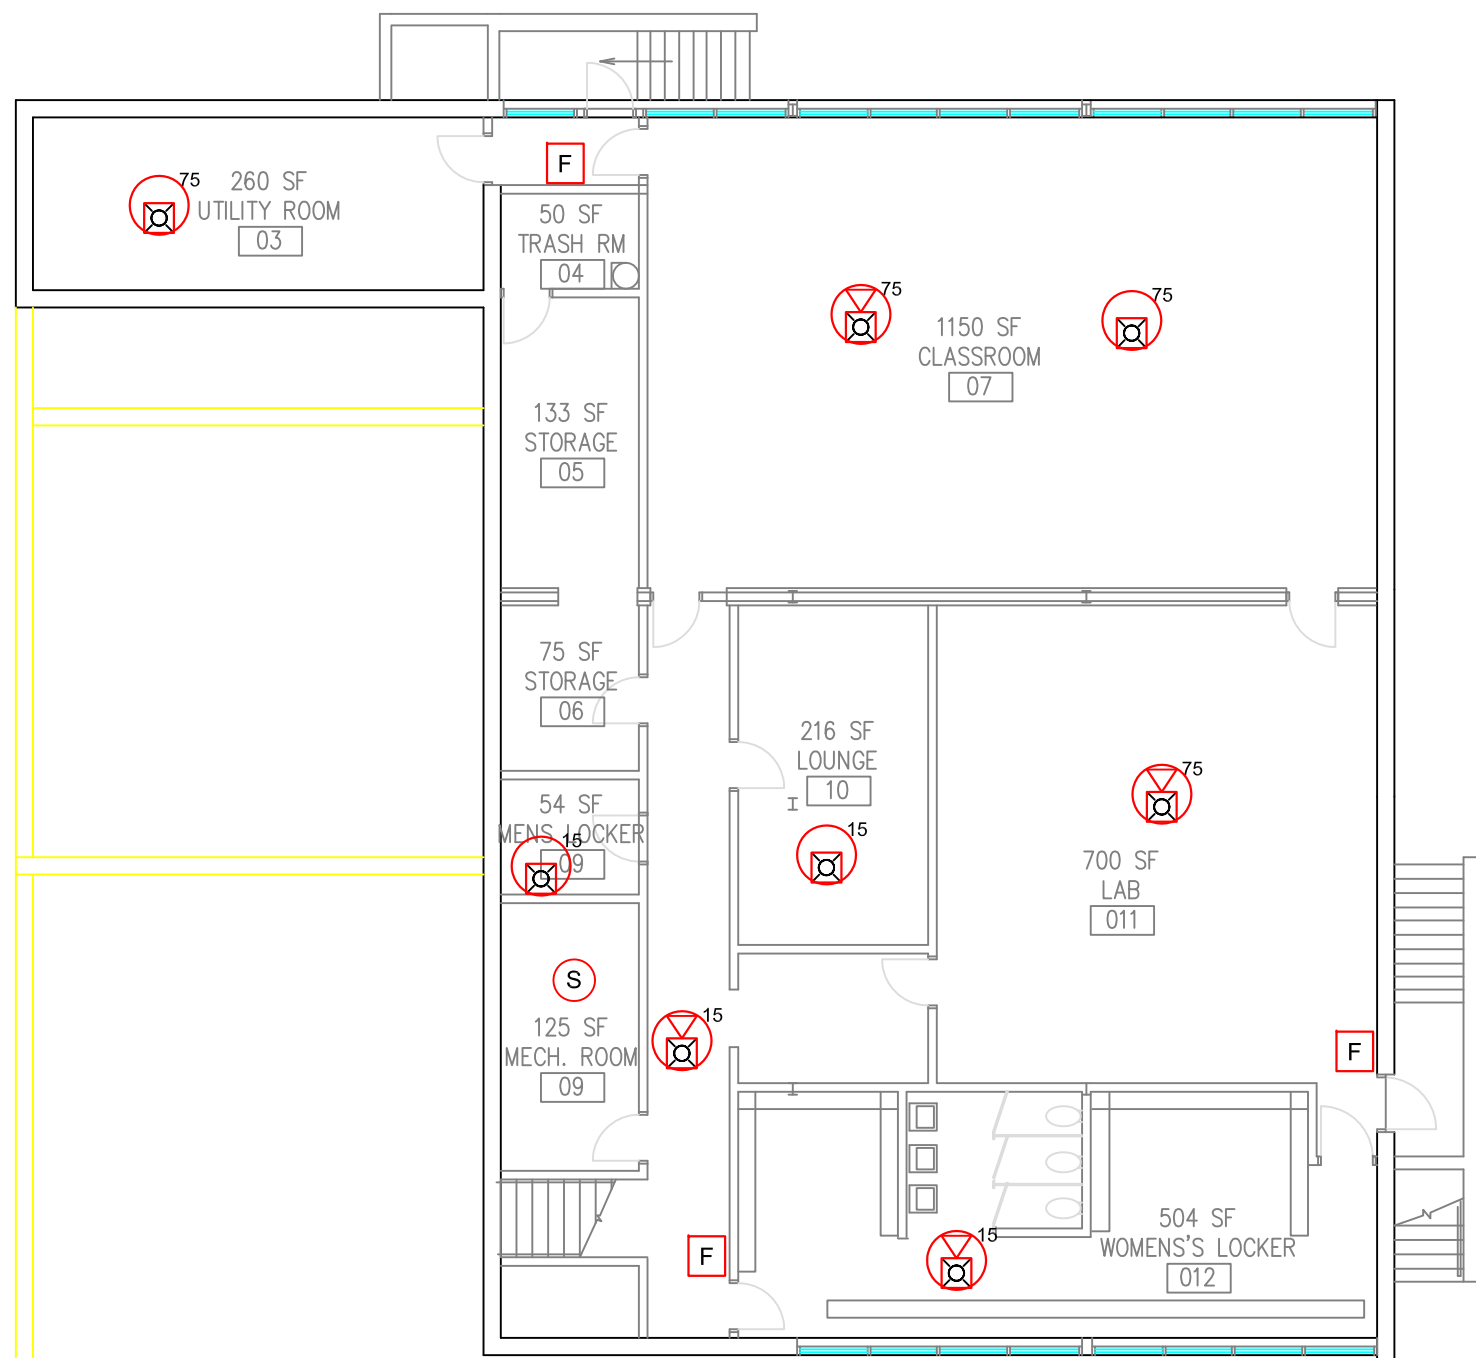 F
75
260 SF
UTILITY ROOM
03
50 SF
TRASH RM
04
75
75
1150 SF
CLASSROOM
07
133 SF
STORAGE
05
75 SF
STORAGE
06
216 SF
LOUNGE
10
15
75
54 SF
MENS LOCKER
15
09
700 SF
LAB
011
S
125 SF
MECH. ROOM
09
15
F
504 SF
WOMENS'S LOCKER
012
15
F